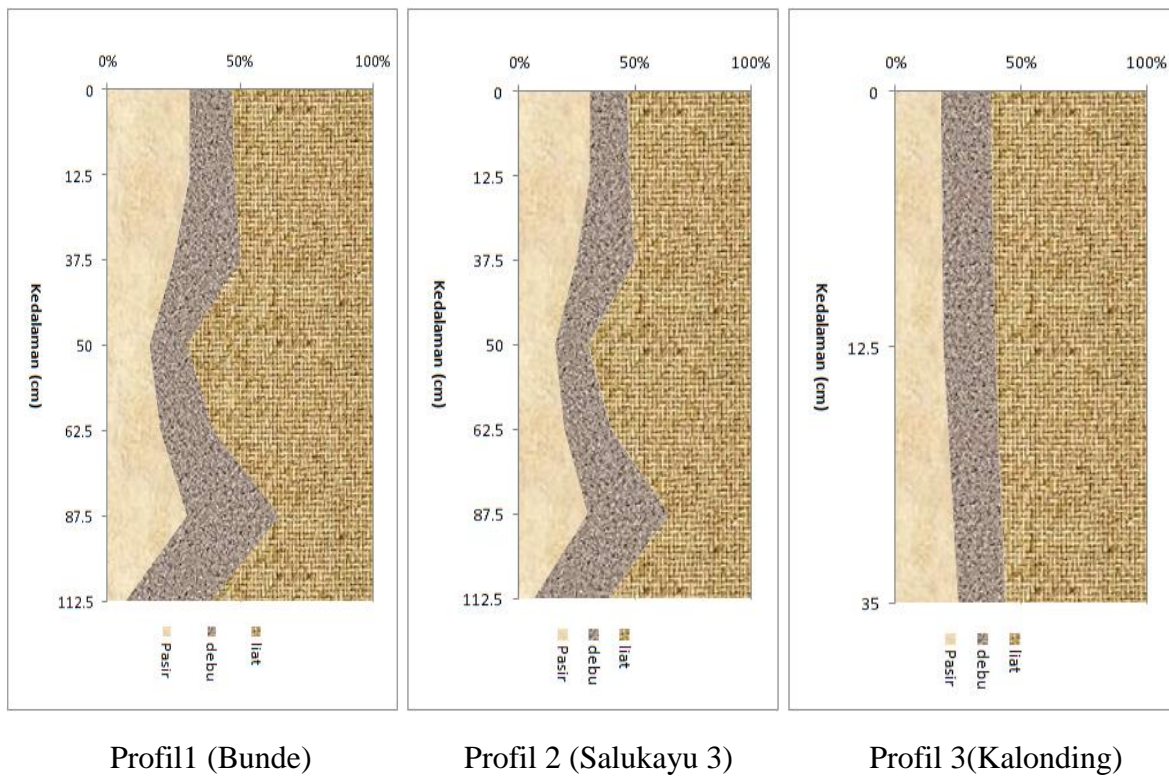 0% 50% 100%
0
12.5
37.5
50
62.5
87.5
112.5
Kedalaman (cm)
Pasir
debu
liat
0% 50% 100%
0
12.5
37.5
50
62.5
87.5
112.5
Kedalaman (cm)
Pasir
debu
liat
0% 50% 100%
0
12.5
35
Kedalaman (cm)
Pasir
debu
liat
Profil1 (Bunde)
Profil 2 (Salukayu 3)
Profil 3(Kalonding)